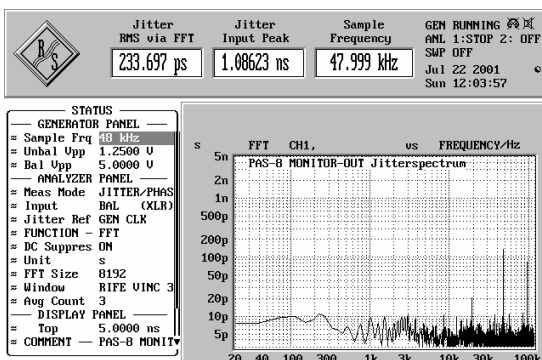 R S
Jitter
RMS via FFT
233.697 ps
Jitter
Input Peak
1.08623 ns
Sample
Frequency
47.999 kHz
GEN RUNNING
ANL 1:STOP 2: OFF
SWP OFF
Jul 22 2001
Sun 12:03:57
STATUS
GENERATOR PANEL
≈ Sample Frq 48 kHz
≈ Unbal Vpp 1.2500 V
≈ Bal Vpp 5.0000 V
ANALYZER PANEL
≈ Meas Mode JITTER/PHAS
≈ Input BAL (XLR)
≈ Jitter Ref GEN CLK
≈ FUNCTION - FFT
≈ DC Suppres ON
≈ Unit s
≈ FFT Size 8192
≈ Window RIFE VINC 3
≈ Avg Count 3
DISPLAY PANEL
≈ Top 5.0000 ns
≈ COMMENT — PAS-8 MONIT
s FFT CH1, vs FREQUENCY/Hz
PAS-8 MONITOR-OUT Jitterspectrum
5n
2n
1n
500p
200p
100p
50p
20p
10p
5p
20 40 100 300 1k 3k 10k 30k 100k